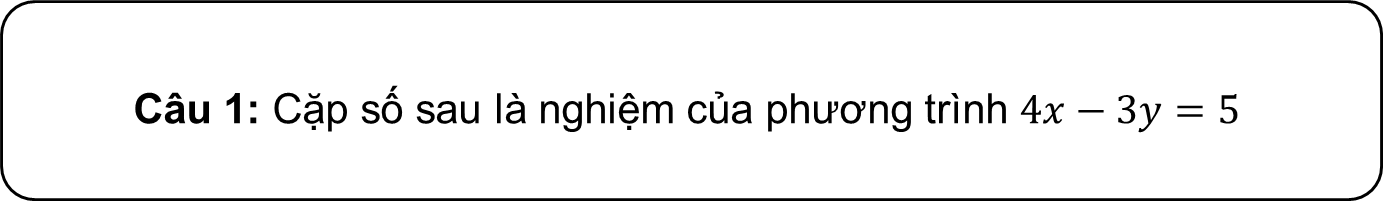 Câu 1: Cặp số sau là nghiệm của phương trình 4𝑥 − 3𝑦 = 5